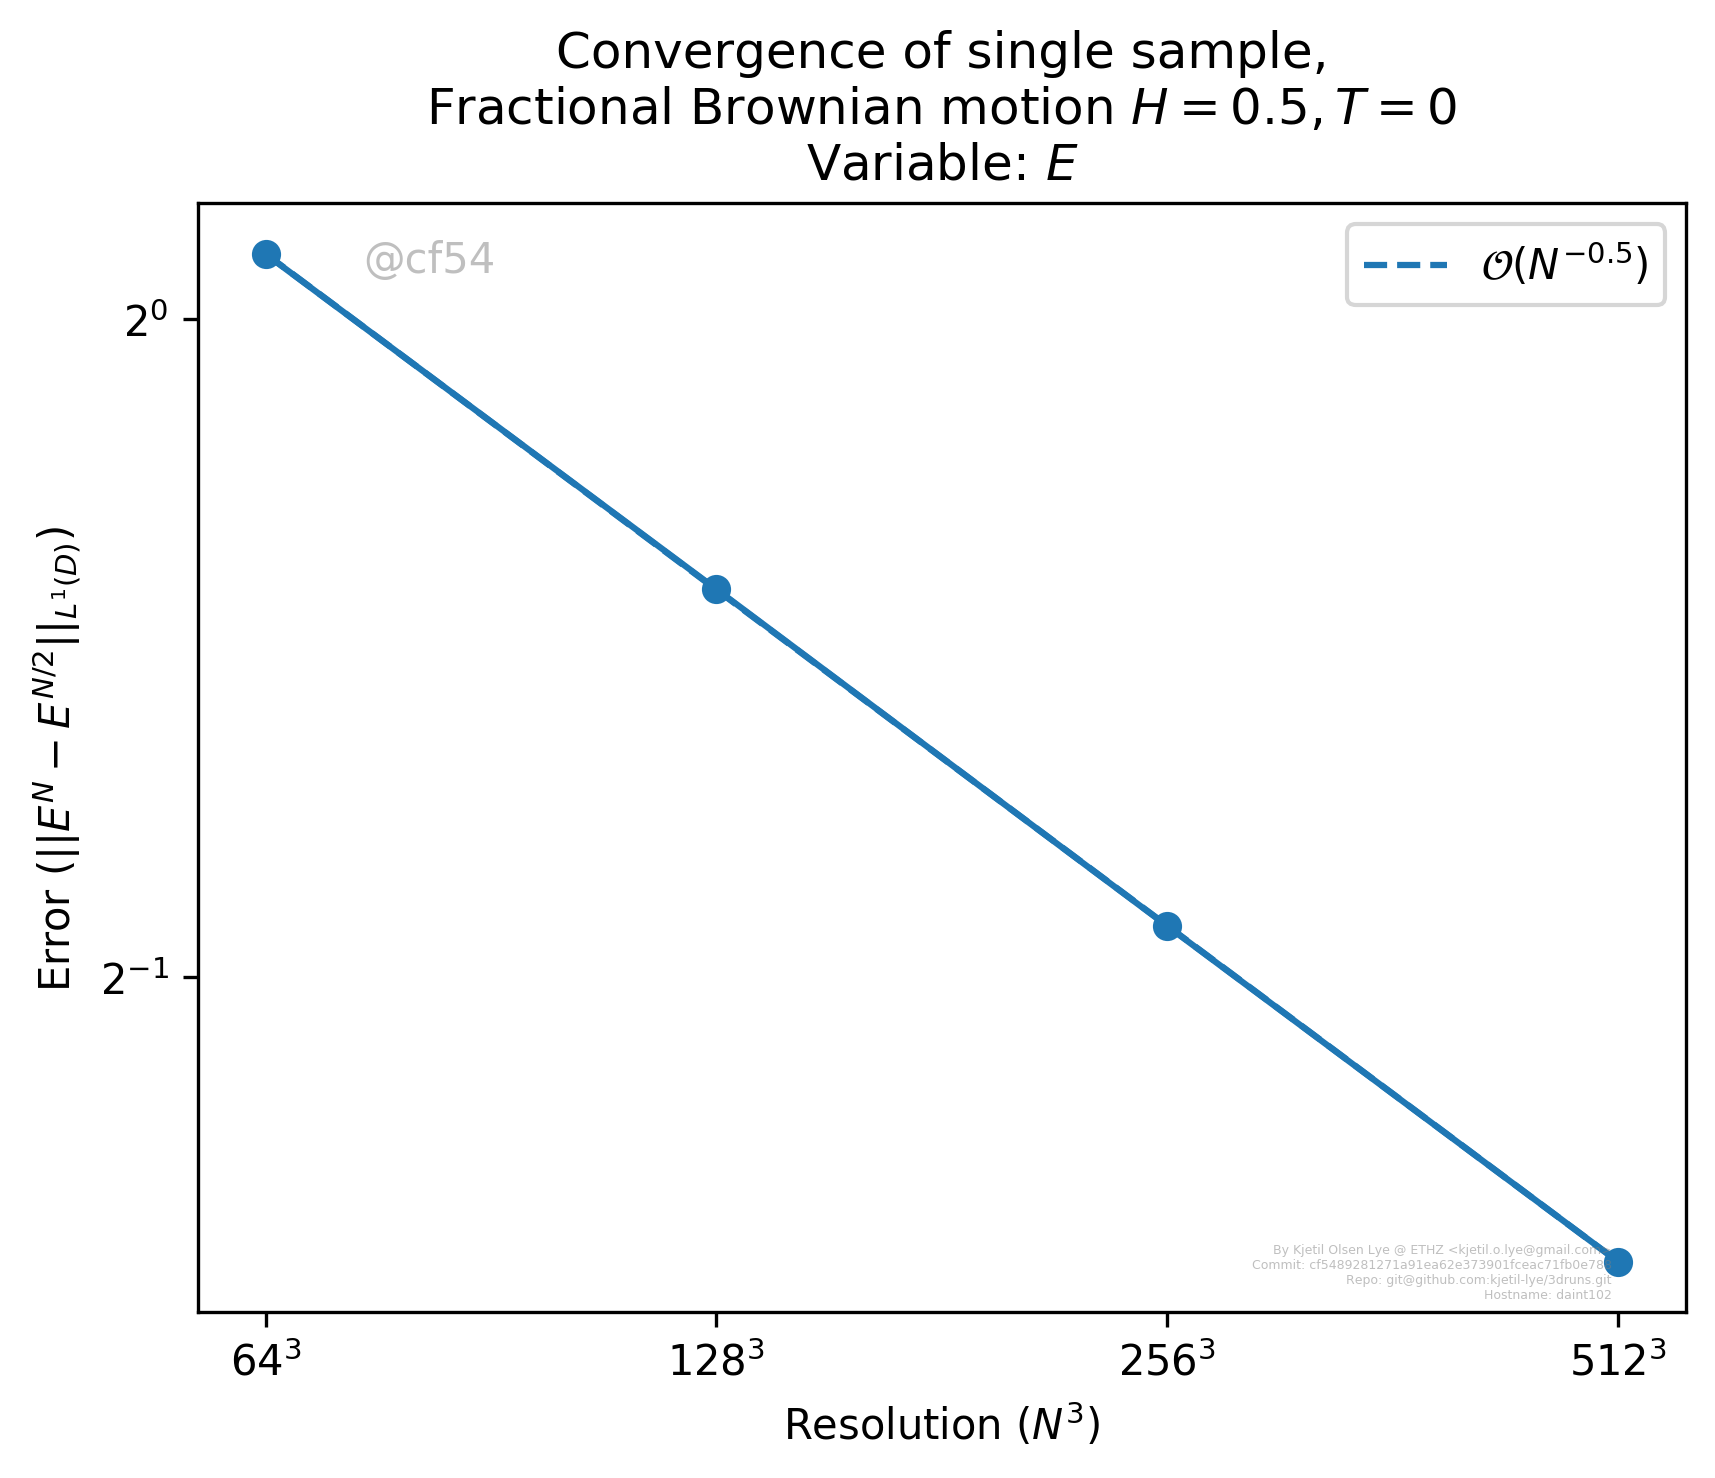 Convergence of single sample,
Fractional Brownian motion H = 0.5, T = 0
Variable: E
@cf54
𝒪(N^−0.5)
2^0
2^−1
Error (||E^N − E^N/2||_L^1(D))
By Kjetil Olsen Lye @ ETHZ <kjetil.o.lye@gmail.com
Commit: cf5489281271a91ea62e373901fceac71fb0e78
Repo: git@github.com:kjetil-lye/3druns.git
Hostname: daint102
64^3
128^3
256^3
512^3
Resolution (N^3)